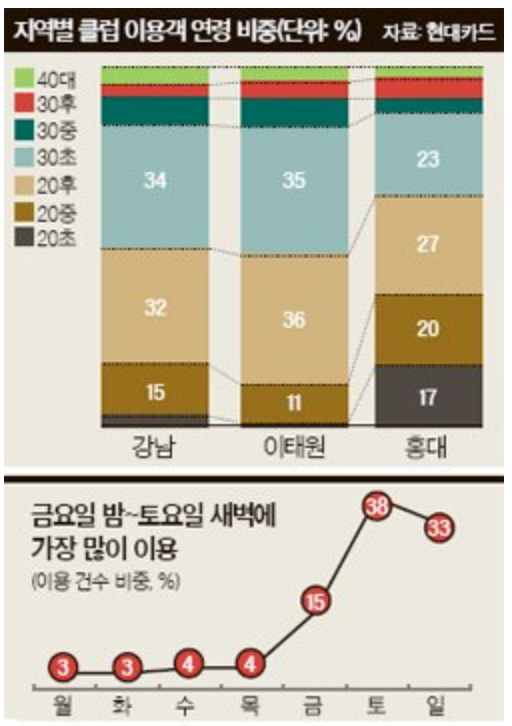 지역별 클럽 이용객 연령 비중(단위: %) 자료: 현대카드
40대
30후
30중
30초
20후
20중
20초
34 35 23
32 36 27
15 11 20
17
강남 이태원 홍대
금요일 밤~토요일 새벽에
가장 많이 이용
(이용 건수 비중, %)
3 3 4 4 15 38 33
월 화 수 목 금 토 일